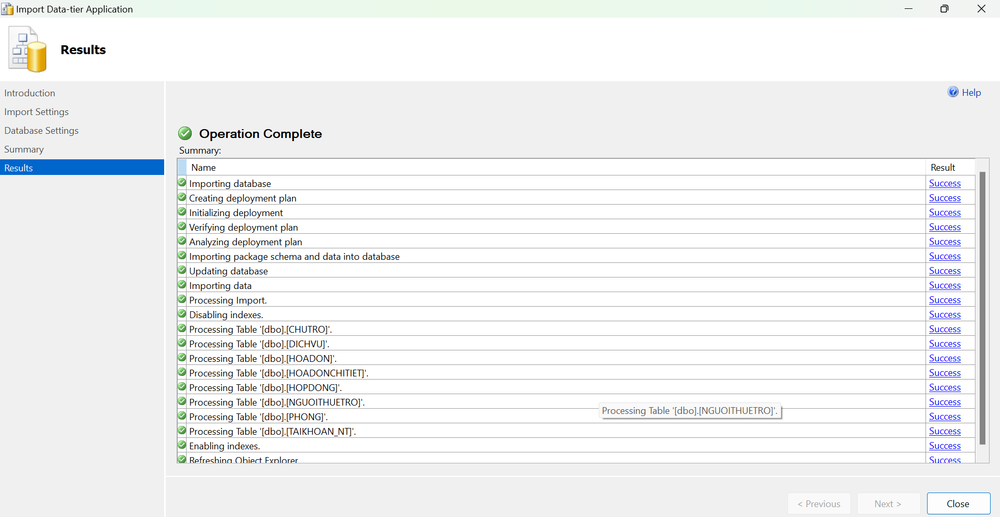 Import Data-tier Application
Results
Introduction
Import Settings
Database Settings
Summary
Results
Help
Operation Complete
Summary:
Name Result
Importing database Success
Creating deployment plan Success
Initializing deployment Success
Verifying deployment plan Success
Analyzing deployment plan Success
Importing package schema and data into database Success
Updating database Success
Importing data Success
Processing Import. Success
Disabling indexes. Success
Processing Table '[dbo].[CHUTRO]'. Success
Processing Table '[dbo].[DICHVU]'. Success
Processing Table '[dbo].[HOADON]'. Success
Processing Table '[dbo].[HOADONCHITIET]'. Success
Processing Table '[dbo].[HOPDONG]'. Success
Processing Table '[dbo].[NGUOITHUETRO]'. Success
Processing Table '[dbo].[NGUOITHUETRO]'.
Processing Table '[dbo].[PHONG]'. Success
Processing Table '[dbo].[TAIKHOAN_NT]'. Success
Enabling indexes. Success
Refreshing Object Explorer Success
< Previous Next > Close